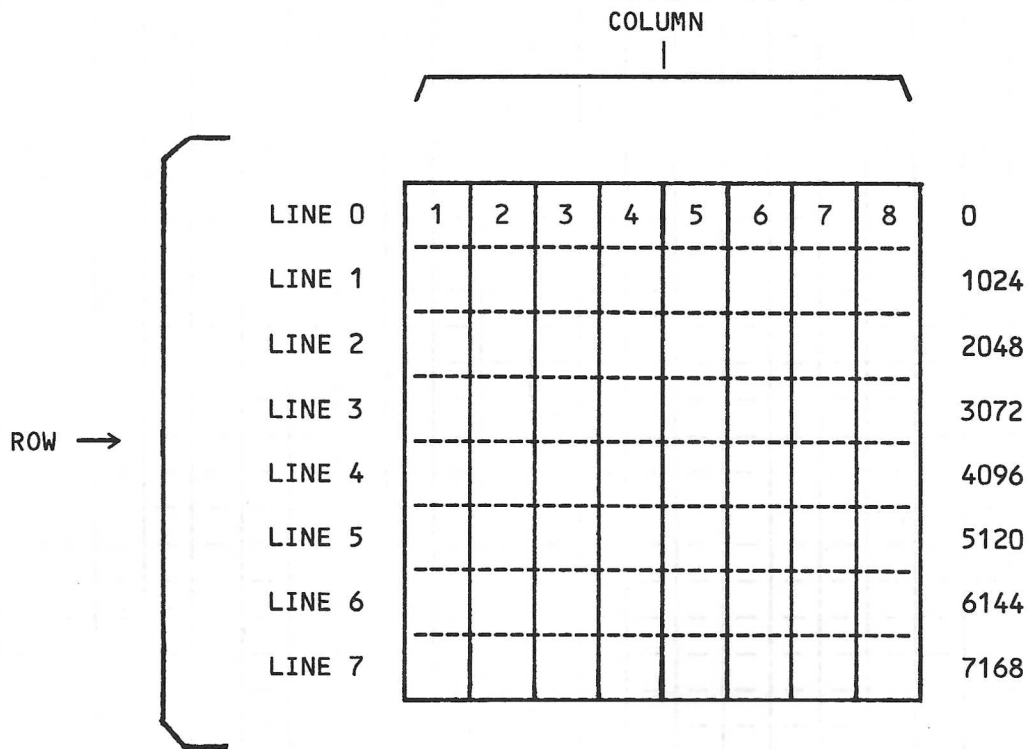 COLUMN
LINE 0 1 2 3 4 5 6 7 8 0
LINE 1 1024
LINE 2 2048
LINE 3 3072
ROW →
LINE 4 4096
LINE 5 5120
LINE 6 6144
LINE 7 7168